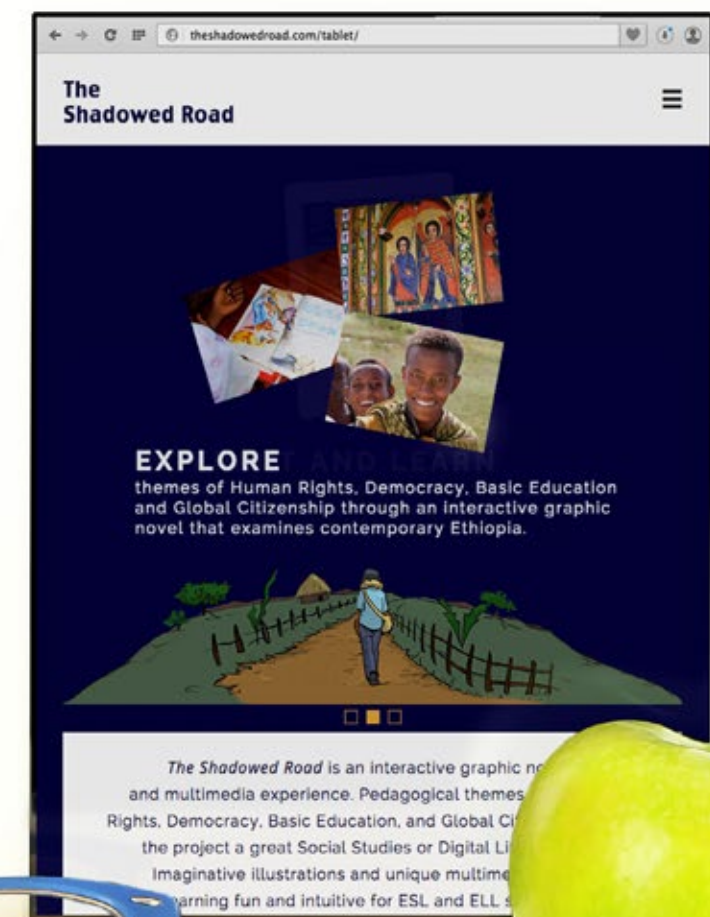 theshadowedroad.com/tablet/
The
Shadowed Road
EXPLORE
AND LEARN
themes of Human Rights, Democracy, Basic Education
and Global Citizenship through an interactive graphic
novel that examines contemporary Ethiopia.
The Shadowed Road is an interactive graphic
and multimedia experience. Pedagogical themes
Rights, Democracy, Basic Education, and Global
the project a great Social Studies or Digital
Imaginative illustrations and unique
fun and intuitive for ESL and ELL